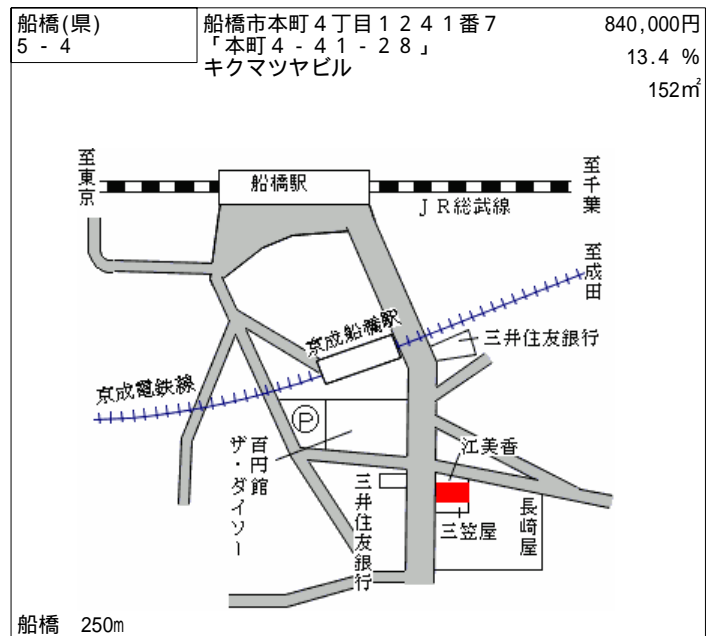 船橋(県)
5 - 4
船橋市本町４丁目１２４１番７
「本町４-４１-２８」
キクマツヤビル
840,000円
13.4 %
152㎡
至東京
船橋駅
至千葉
ＪＲ総武線
至成田
京成船橋駅
三井住友銀行
京成電鉄線
Ｐ
江美香
百円館
ザ・ダイソー
三井住友銀行
三笠屋
長崎屋
船橋 250m